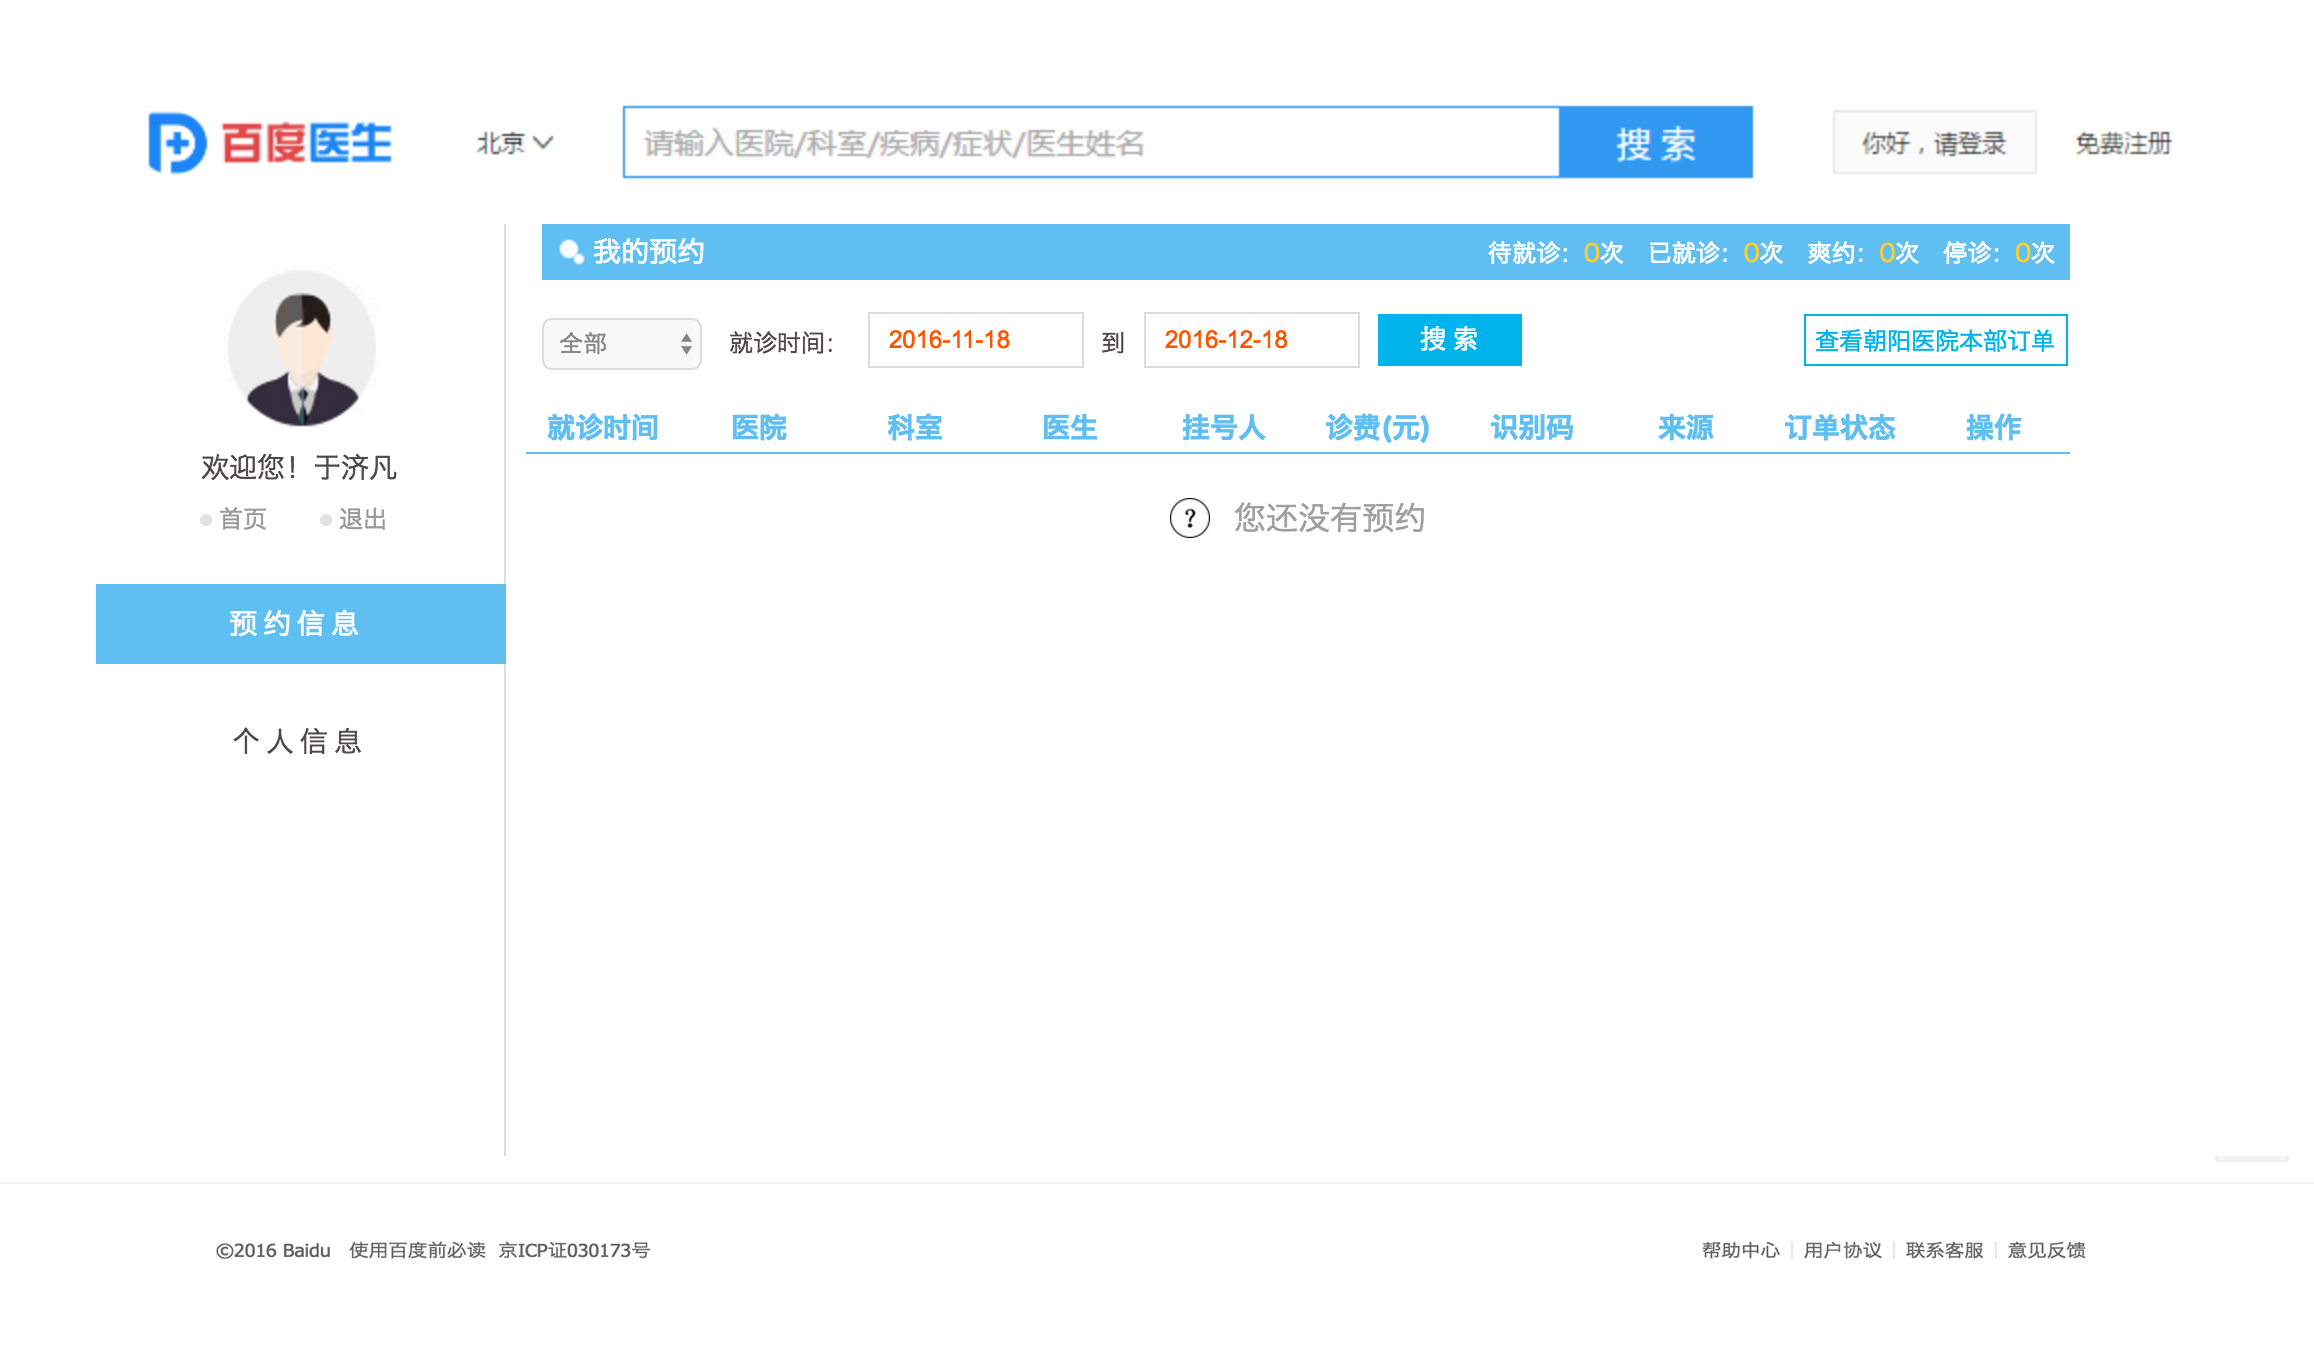 百度医生
北京
请输入医院/科室/疾病/症状/医生姓名
搜 索
你好，请登录
免费注册
我的预约
待就诊：0次 已就诊：0次 爽约：0次 停诊：0次
全部
就诊时间：
2016-11-18
到
2016-12-18
搜 索
查看朝阳医院本部订单
就诊时间 医院 科室 医生 挂号人 诊费(元) 识别码 来源 订单状态 操作
? 您还没有预约
欢迎您！于济凡
首页 退出
预约信息
个人信息
©2016 Baidu 使用百度前必读 京ICP证030173号
帮助中心 | 用户协议 | 联系客服 | 意见反馈